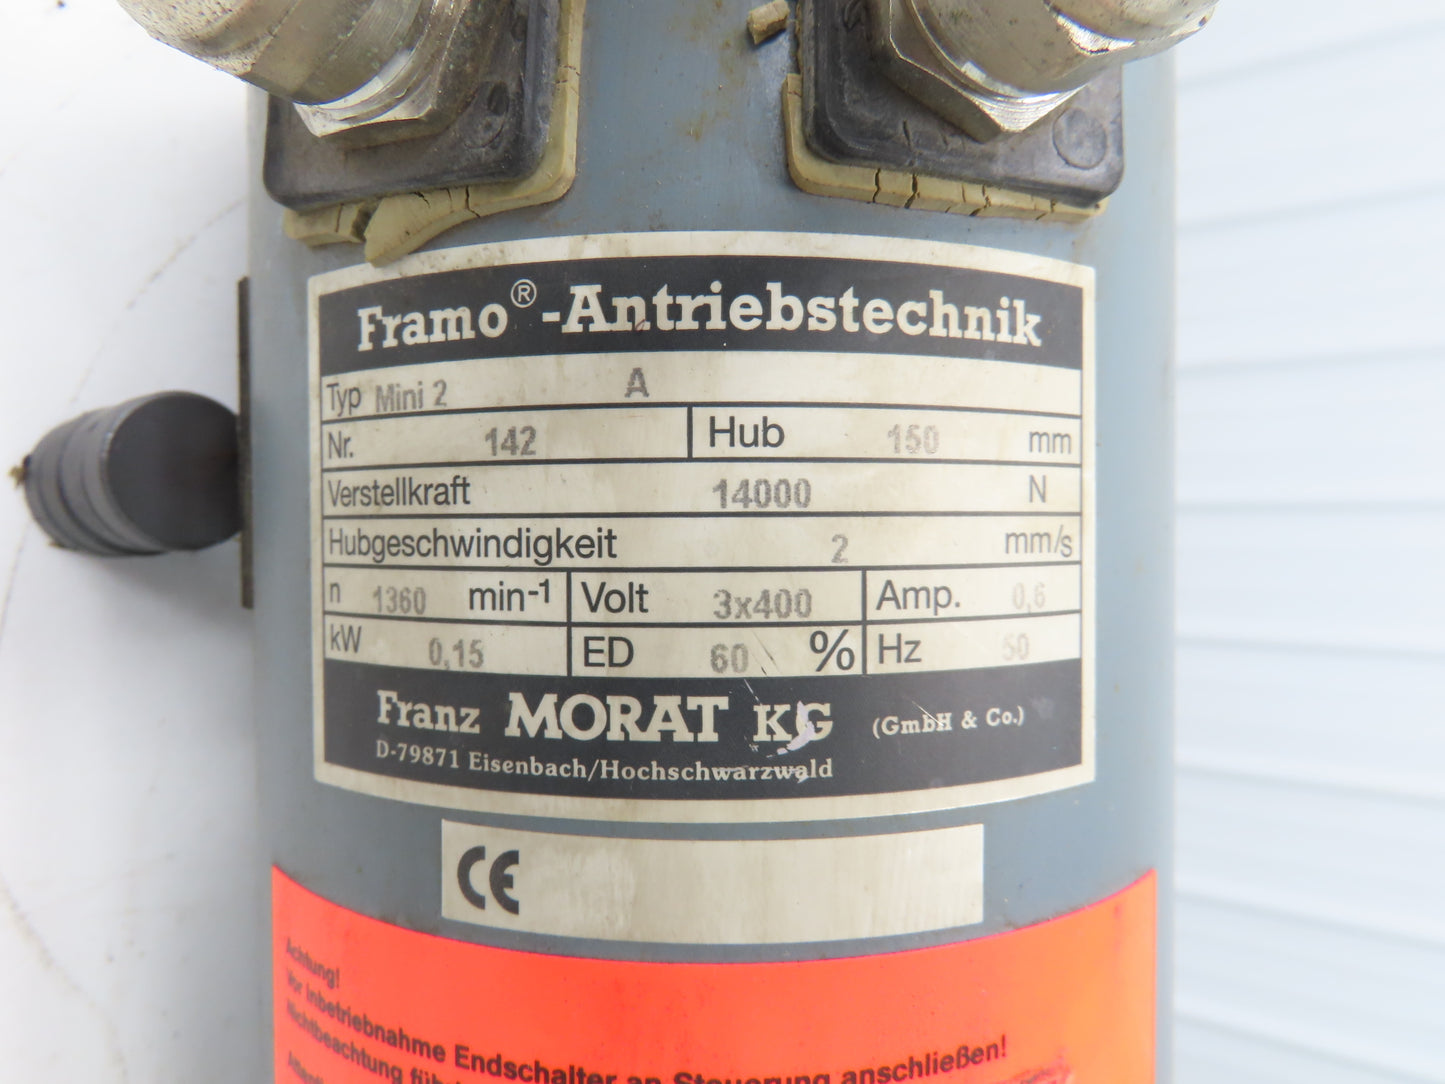 Framo®-Antriebstechnik
Typ Mini 2 A
Nr. 142 Hub 150 mm
Verstellkraft 14000 N
Hubgeschwindigkeit 2 mm/s
n 1360 min-1 Volt 3x400 Amp. 0,6
kW 0,15 ED 60 % Hz 50
Franz MORAT KG (GmbH & Co.)
D-79871 Eisenbach/Hochschwarzwald
CE
Achtung!
Vor Inbetriebnahme Endschalter an Steuerung anschließen!
Nichtbeachtung